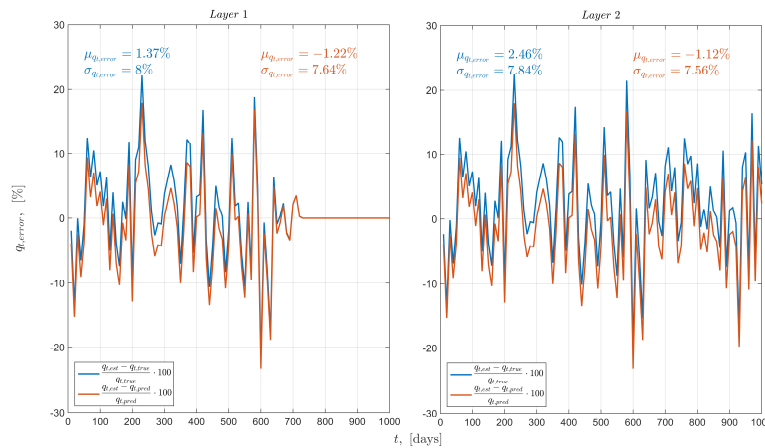 Layer 1
μ_{q_{t,error}} = 1.37%
σ_{q_{t,error}} = 8%
μ_{q_{t,error}} = −1.22%
σ_{q_{t,error}} = 7.64%
30
20
10
0
-10
-20
-30
q_{t,error}, [%]
(q_{t,est} − q_{t,true}) / q_{t,true} · 100
(q_{t,est} − q_{t,pred}) / q_{t,pred} · 100
0 100 200 300 400 500 600 700 800 900 1000
Layer 2
μ_{q_{t,error}} = 2.46%
σ_{q_{t,error}} = 7.84%
μ_{q_{t,error}} = −1.12%
σ_{q_{t,error}} = 7.56%
30
20
10
0
-10
-20
-30
(q_{t,est} − q_{t,true}) / q_{t,true} · 100
(q_{t,est} − q_{t,pred}) / q_{t,pred} · 100
0 100 200 300 400 500 600 700 800 900 1000
t, [days]